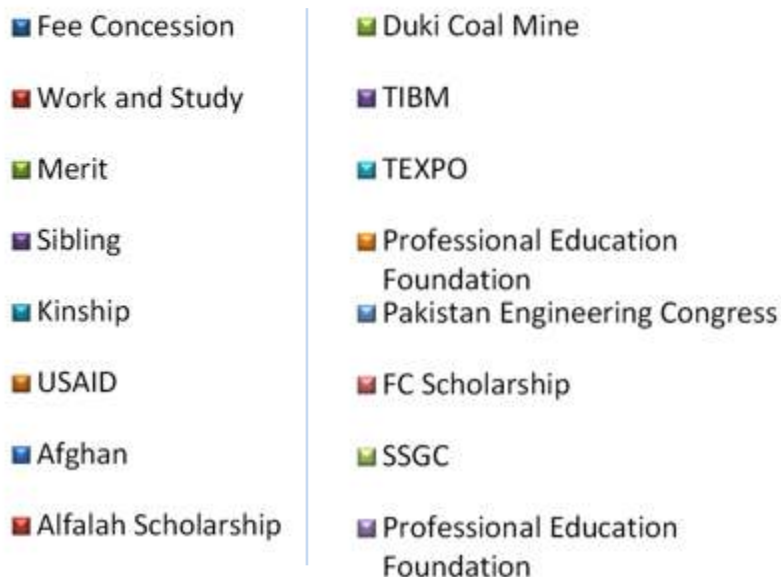 Fee Concession
Work and Study
Merit
Sibling
Kinship
USAID
Afghan
Alfalah Scholarship
Duki Coal Mine
TIBM
TEXPO
Professional Education
Foundation
Pakistan Engineering Congress
FC Scholarship
SSGC
Professional Education
Foundation